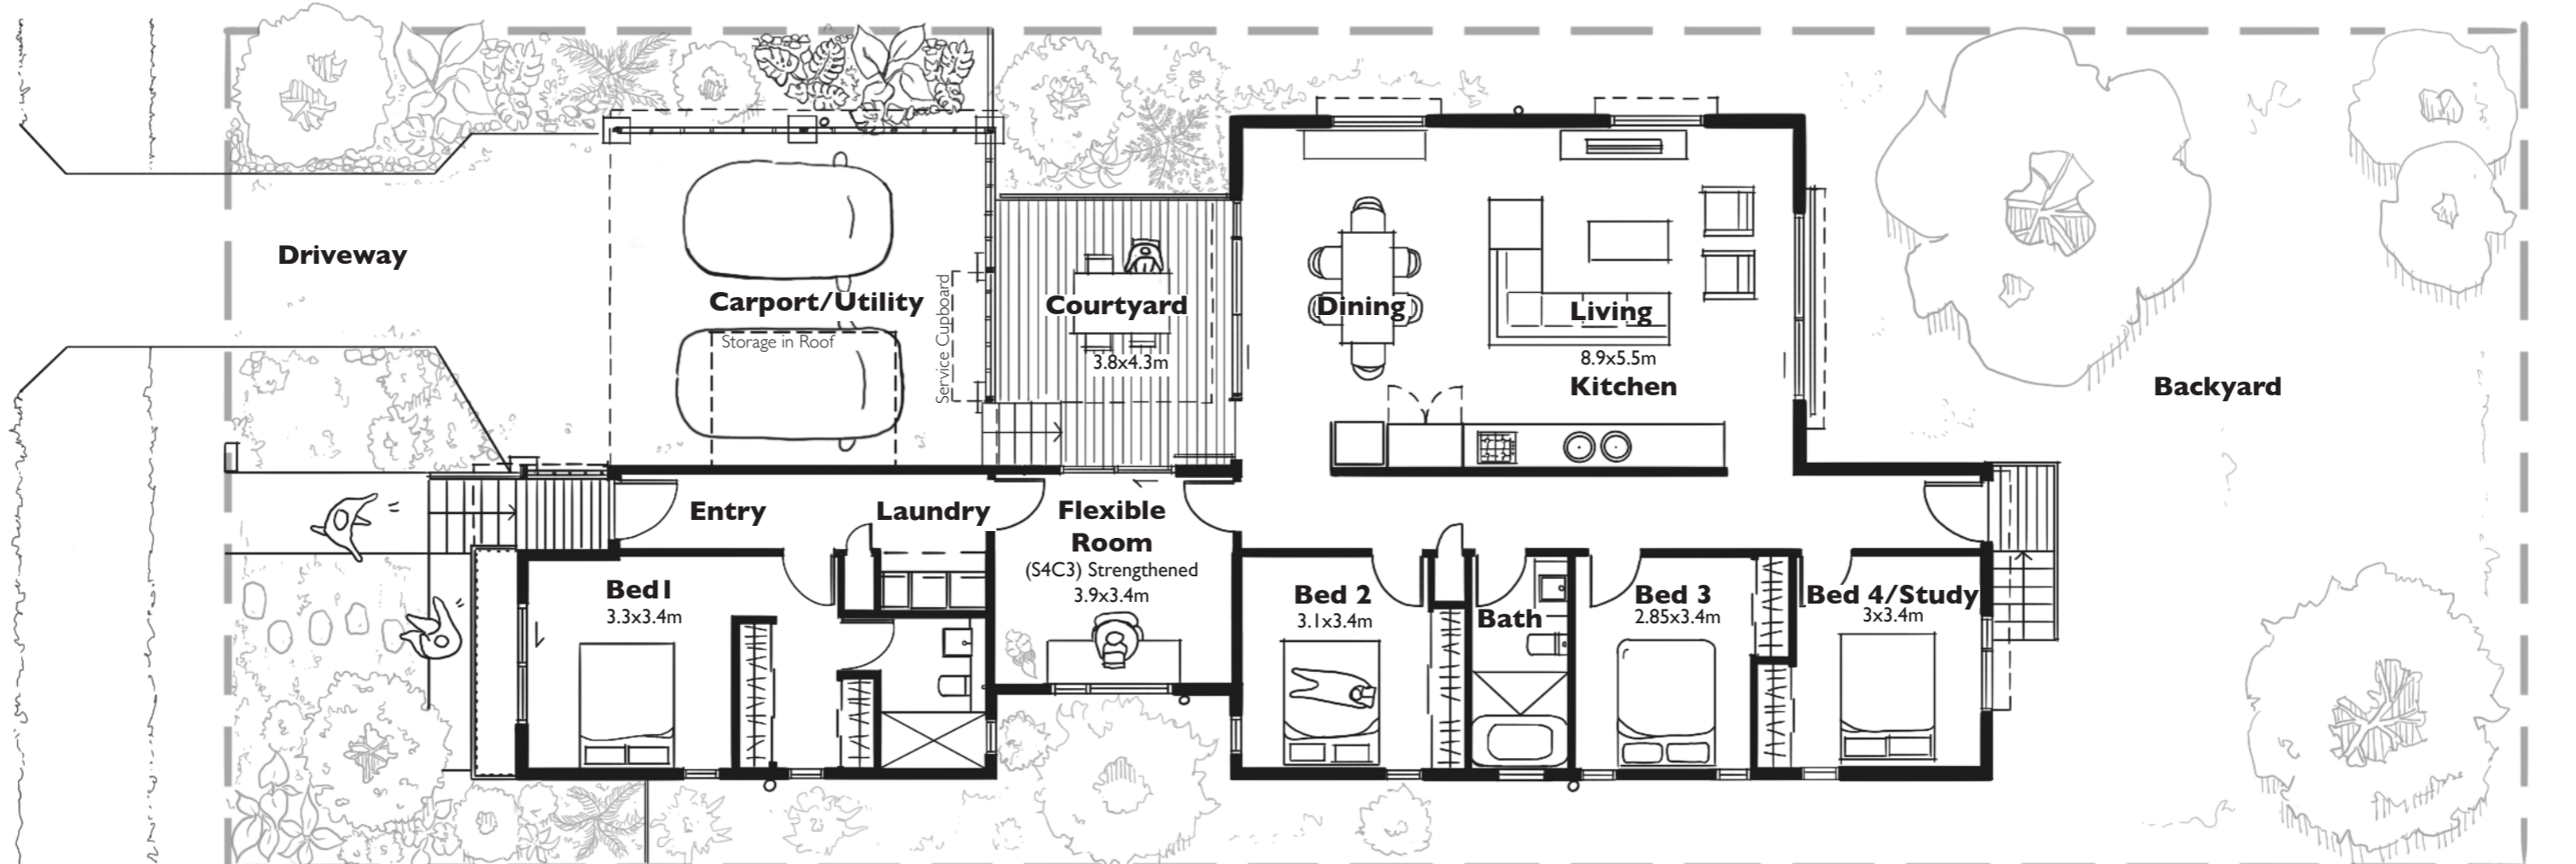 Driveway
Carport/Utility
Storage in Roof
Service Cupboard
Courtyard
3.8x4.3m
Dining
Living
8.9x5.5m
Kitchen
Backyard
Entry
Laundry
Flexible
Room
(S4C3) Strengthened
3.9x3.4m
Bed1
3.3x3.4m
Bed 2
3.1x3.4m
Bath
Bed 3
2.85x3.4m
Bed 4/Study
3x3.4m